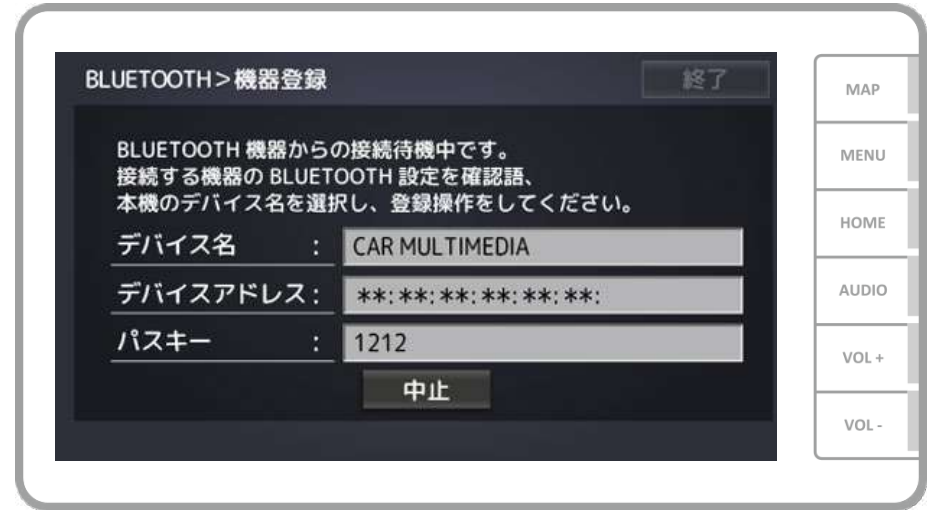 BLUETOOTH>機器登録
終了
BLUETOOTH 機器からの接続待機中です。
接続する機器の BLUETOOTH 設定を確認語、
本機のデバイス名を選択し、登録操作をしてください。
デバイス名 : CAR MULTIMEDIA
デバイスアドレス : **:**:**:**:**:**:
パスキー : 1212
中止
MAP
MENU
HOME
AUDIO
VOL +
VOL -